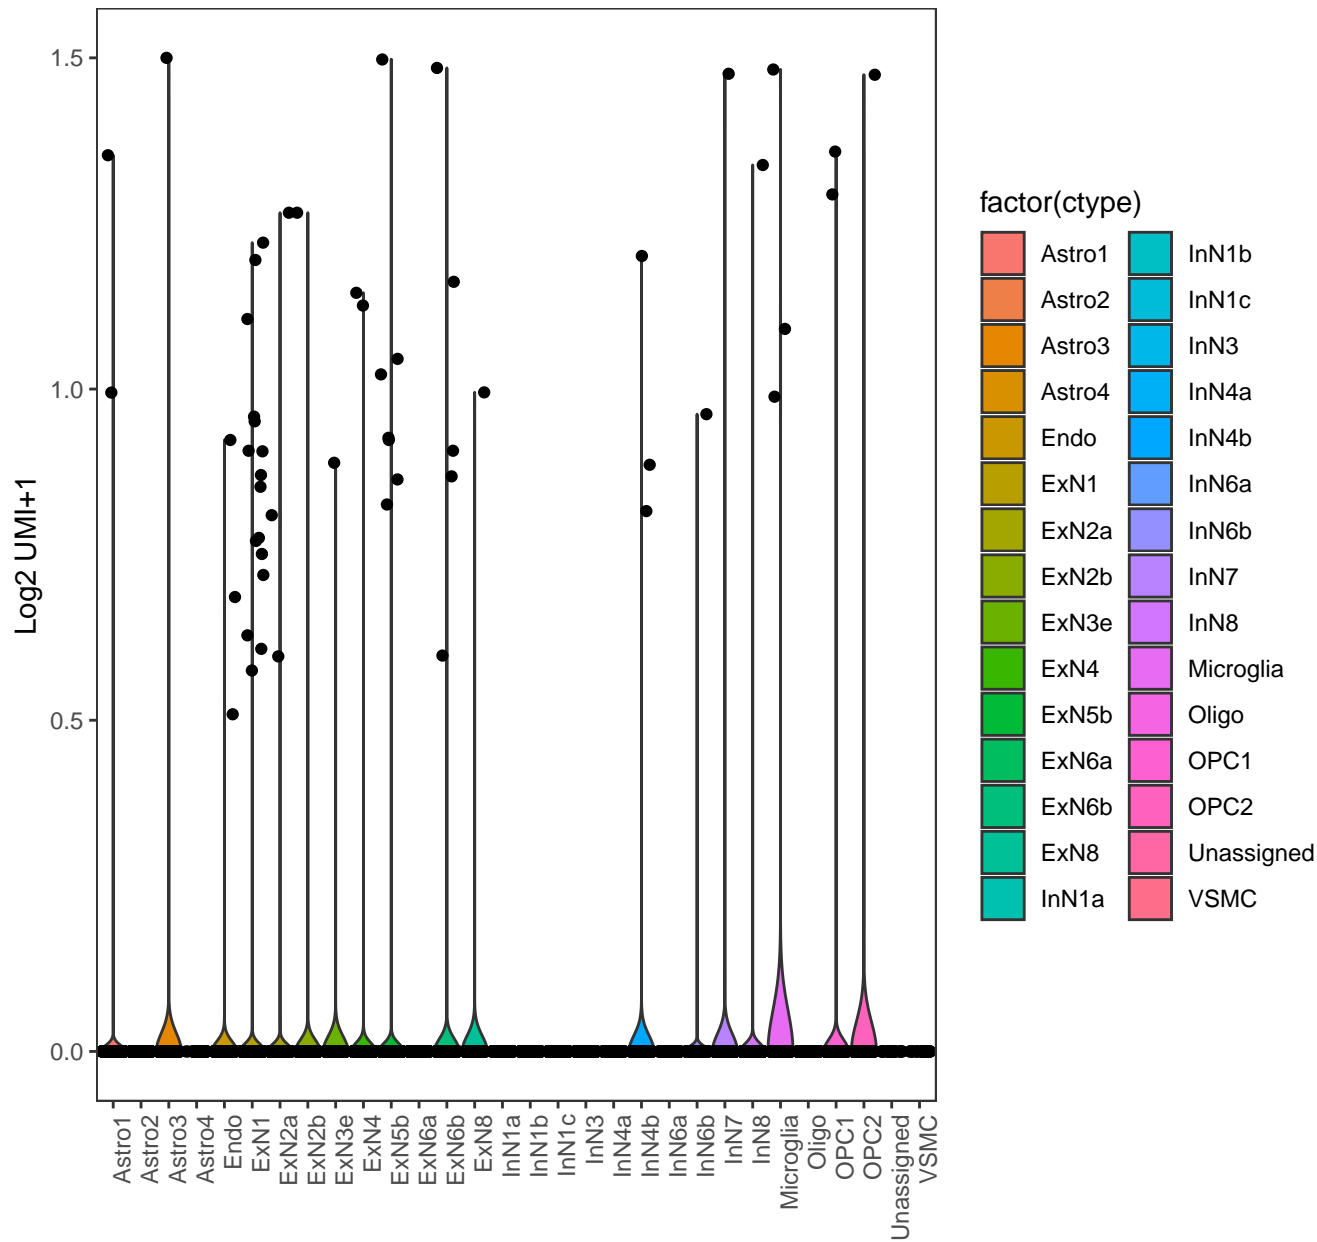 1.5
1.0
0.5
0.0
Log2 UMI+1
Astro1
Astro2
Astro3
Astro4
Endo
ExN1
ExN2a
ExN2b
ExN3e
ExN4
ExN5b
ExN6a
ExN6b
ExN8
InN1a
InN1b
InN1c
InN3
InN4a
InN4b
InN6a
InN6b
InN7
InN8
Microglia
Oligo
OPC1
OPC2
Unassigned
VSMC
factor(ctype)
Astro1
Astro2
Astro3
Astro4
Endo
ExN1
ExN2a
ExN2b
ExN3e
ExN4
ExN5b
ExN6a
ExN6b
ExN8
InN1a
InN1b
InN1c
InN3
InN4a
InN4b
InN6a
InN6b
InN7
InN8
Microglia
Oligo
OPC1
OPC2
Unassigned
VSMC